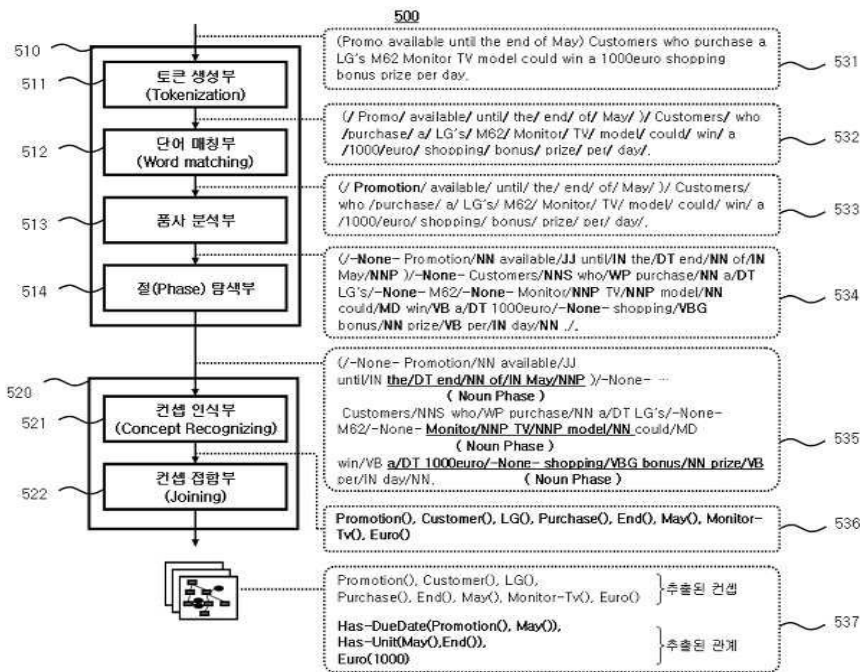 500
510
511
토큰 생성부
(Tokenization)
512
단어 매칭부
(Word matching)
513
품사 분석부
514
절(Phase) 탐색부
520
521
컨셉 인식부
(Concept Recognizing)
522
컨셉 접합부
(Joining)
(Promo available until the end of May) Customers who purchase a
LG's M62 Monitor TV model could win a 1000euro shopping
bonus prize per day.
531
(/ Promo/ available/ until/ the/ end/ of/ May/ )/ Customers/ who
/purchase/ a/ LG's/ M62/ Monitor/ TV/ model/ could/ win/ a
/1000/euro/ shopping/ bonus/ prize/ per/ day/.
532
(/ Promotion/ available/ until/ the/ end/ of/ May/ )/ Customers/
who /purchase/ a/ LG's/ M62/ Monitor/ TV/ model/ could/ win/ a
/1000/euro/ shopping/ bonus/ prize/ per/ day/.
533
(/-None- Promotion/NN available/JJ until/IN the/DT end/NN of/IN
May/NNP )/-None- Customers/NNS who/WP purchase/NN a/DT
LG's/-None- M62/-None- Monitor/NNP TV/NNP model/NN
could/MD win/VB a/DT 1000euro/-None- shopping/VBG
bonus/NN prize/VB per/IN day/NN ./.
534
(/-None- Promotion/NN available/JJ
until/IN the/DT end/NN of/IN May/NNP )/-None- ...
( Noun Phase )
Customers/NNS who/WP purchase/NN a/DT LG's/-None-
M62/-None- Monitor/NNP TV/NNP model/NN could/MD
( Noun Phase )
win/VB a/DT 1000euro/-None- shopping/VBG bonus/NN prize/VB
per/IN day/NN. ( Noun Phase )
535
Promotion(), Customer(), LG(), Purchase(), End(), May(), Monitor-
Tv(), Euro()
536
Promotion(), Customer(), LG(),
Purchase(), End(), May(), Monitor-Tv(), Euro()
추출된 컨셉
Has-DueDate(Promotion(), May()),
Has-Unit(May(),End()),
Euro(1000)
추출된 관계
537